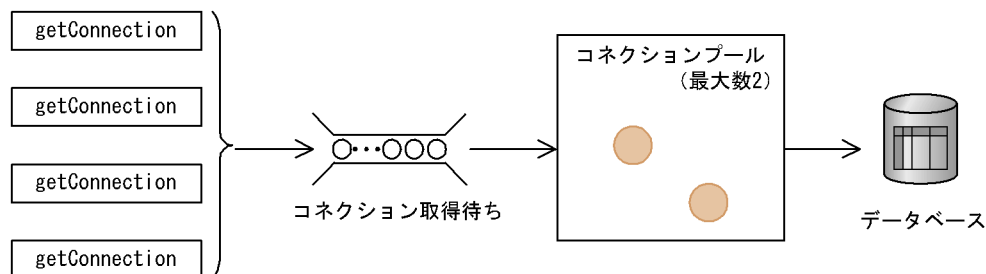 getConnection
getConnection
getConnection
getConnection
コネクション取得待ち
コネクションプール
（最大数2）
データベース